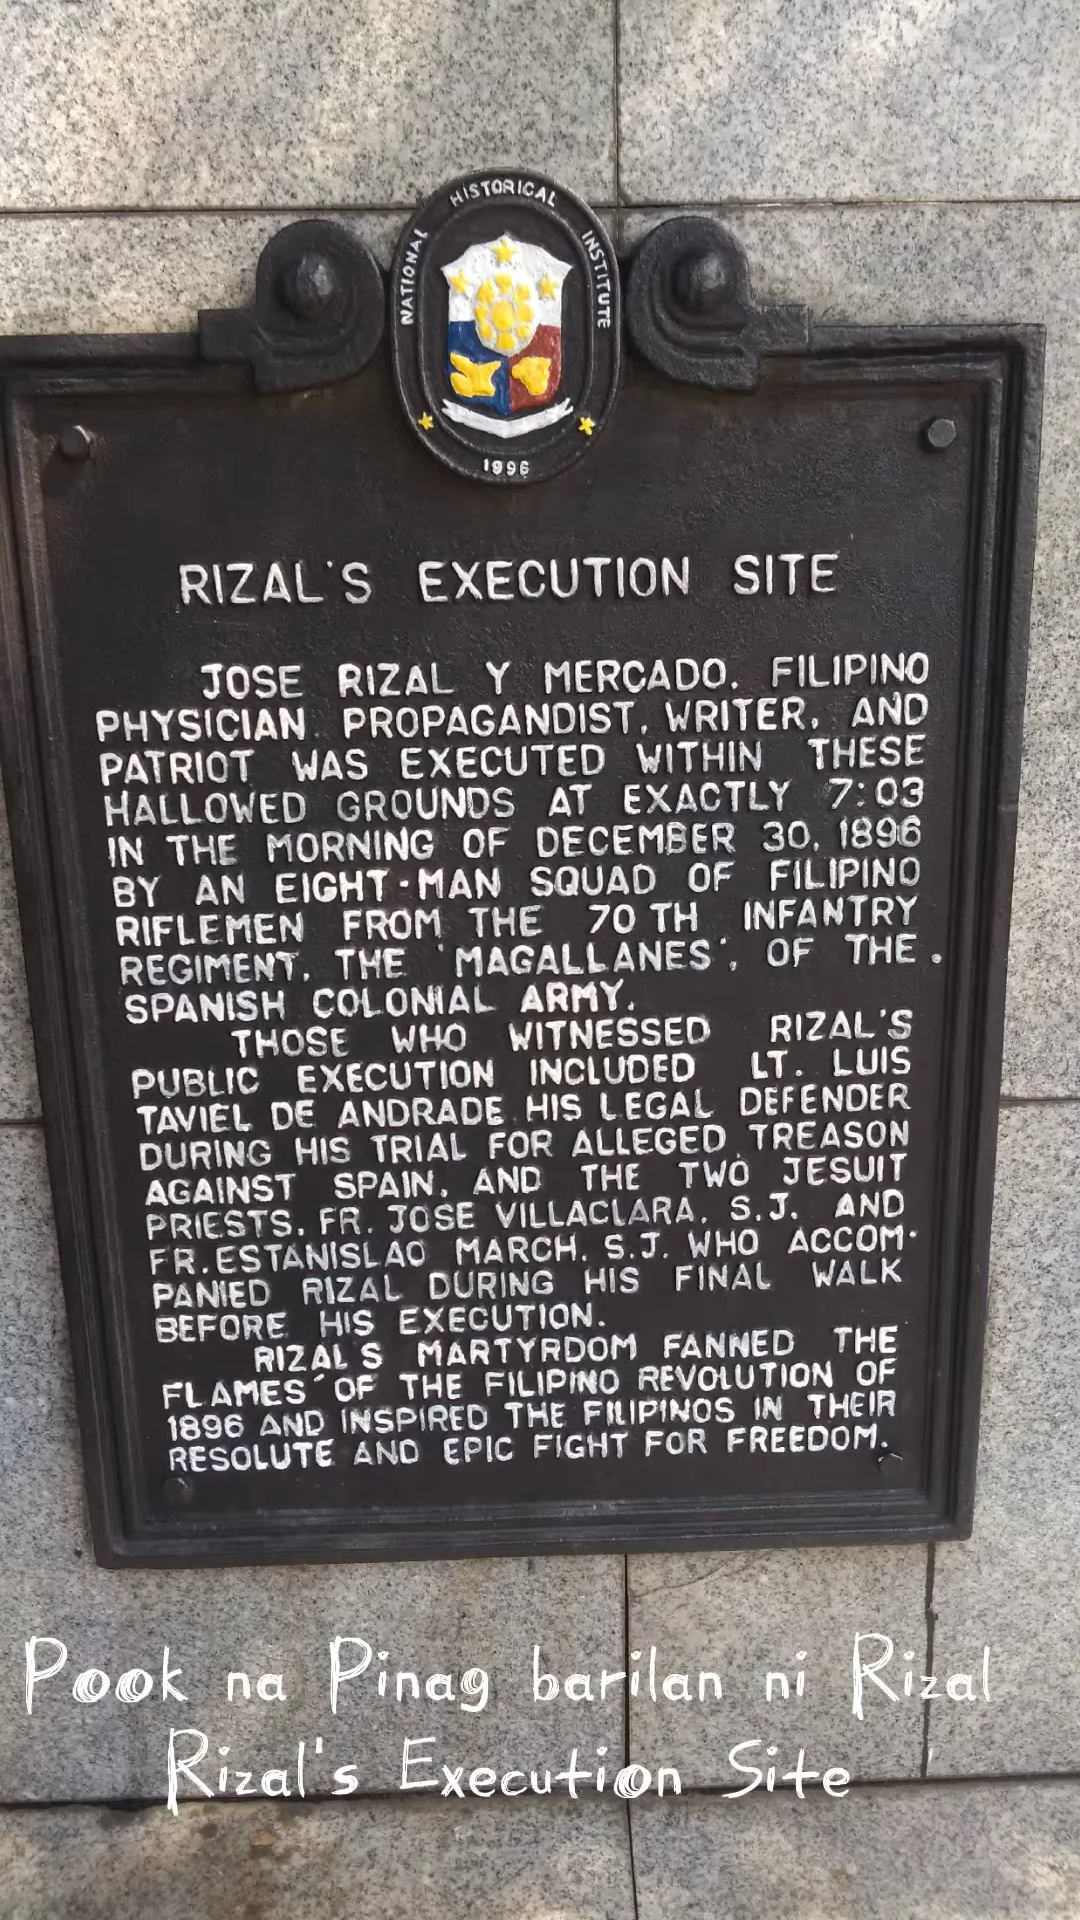 NATIONAL HISTORICAL INSTITUTE
1996
RIZAL'S EXECUTION SITE
JOSE RIZAL Y MERCADO, FILIPINO
PHYSICIAN PROPAGANDIST, WRITER, AND
PATRIOT WAS EXECUTED WITHIN THESE
HALLOWED GROUNDS AT EXACTLY 7:03
IN THE MORNING OF DECEMBER 30, 1896
BY AN EIGHT-MAN SQUAD OF FILIPINO
RIFLEMEN FROM THE 70TH INFANTRY
REGIMENT, THE 'MAGALLANES', OF THE
SPANISH COLONIAL ARMY.
THOSE WHO WITNESSED RIZAL'S
PUBLIC EXECUTION INCLUDED LT. LUIS
TAVIEL DE ANDRADE HIS LEGAL DEFENDER
DURING HIS TRIAL FOR ALLEGED TREASON
AGAINST SPAIN, AND THE TWO JESUIT
PRIESTS, FR. JOSE VILLACLARA, S.J. AND
FR. ESTANISLAO MARCH, S.J. WHO ACCOM-
PANIED RIZAL DURING HIS FINAL WALK
BEFORE HIS EXECUTION.
RIZAL'S MARTYRDOM FANNED THE
FLAMES OF THE FILIPINO REVOLUTION OF
1896 AND INSPIRED THE FILIPINOS IN THEIR
RESOLUTE AND EPIC FIGHT FOR FREEDOM.
Pook na Pinag barilan ni Rizal
Rizal's Execution Site